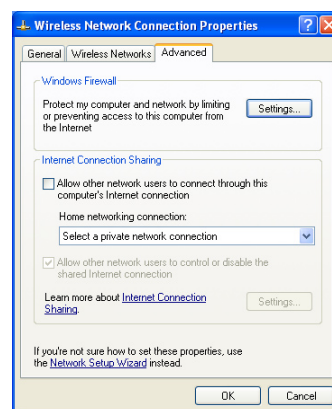 Wireless Network Connection Properties
General Wireless Networks Advanced
Windows Firewall
Protect my computer and network by limiting
or preventing access to this computer from
the Internet
Settings...
Internet Connection Sharing
Allow other network users to connect through this
computer's Internet connection
Home networking connection:
Select a private network connection
Allow other network users to control or disable the
shared Internet connection
Learn more about Internet Connection
Sharing.
Settings...
If you're not sure how to set these properties, use
the Network Setup Wizard instead.
OK Cancel